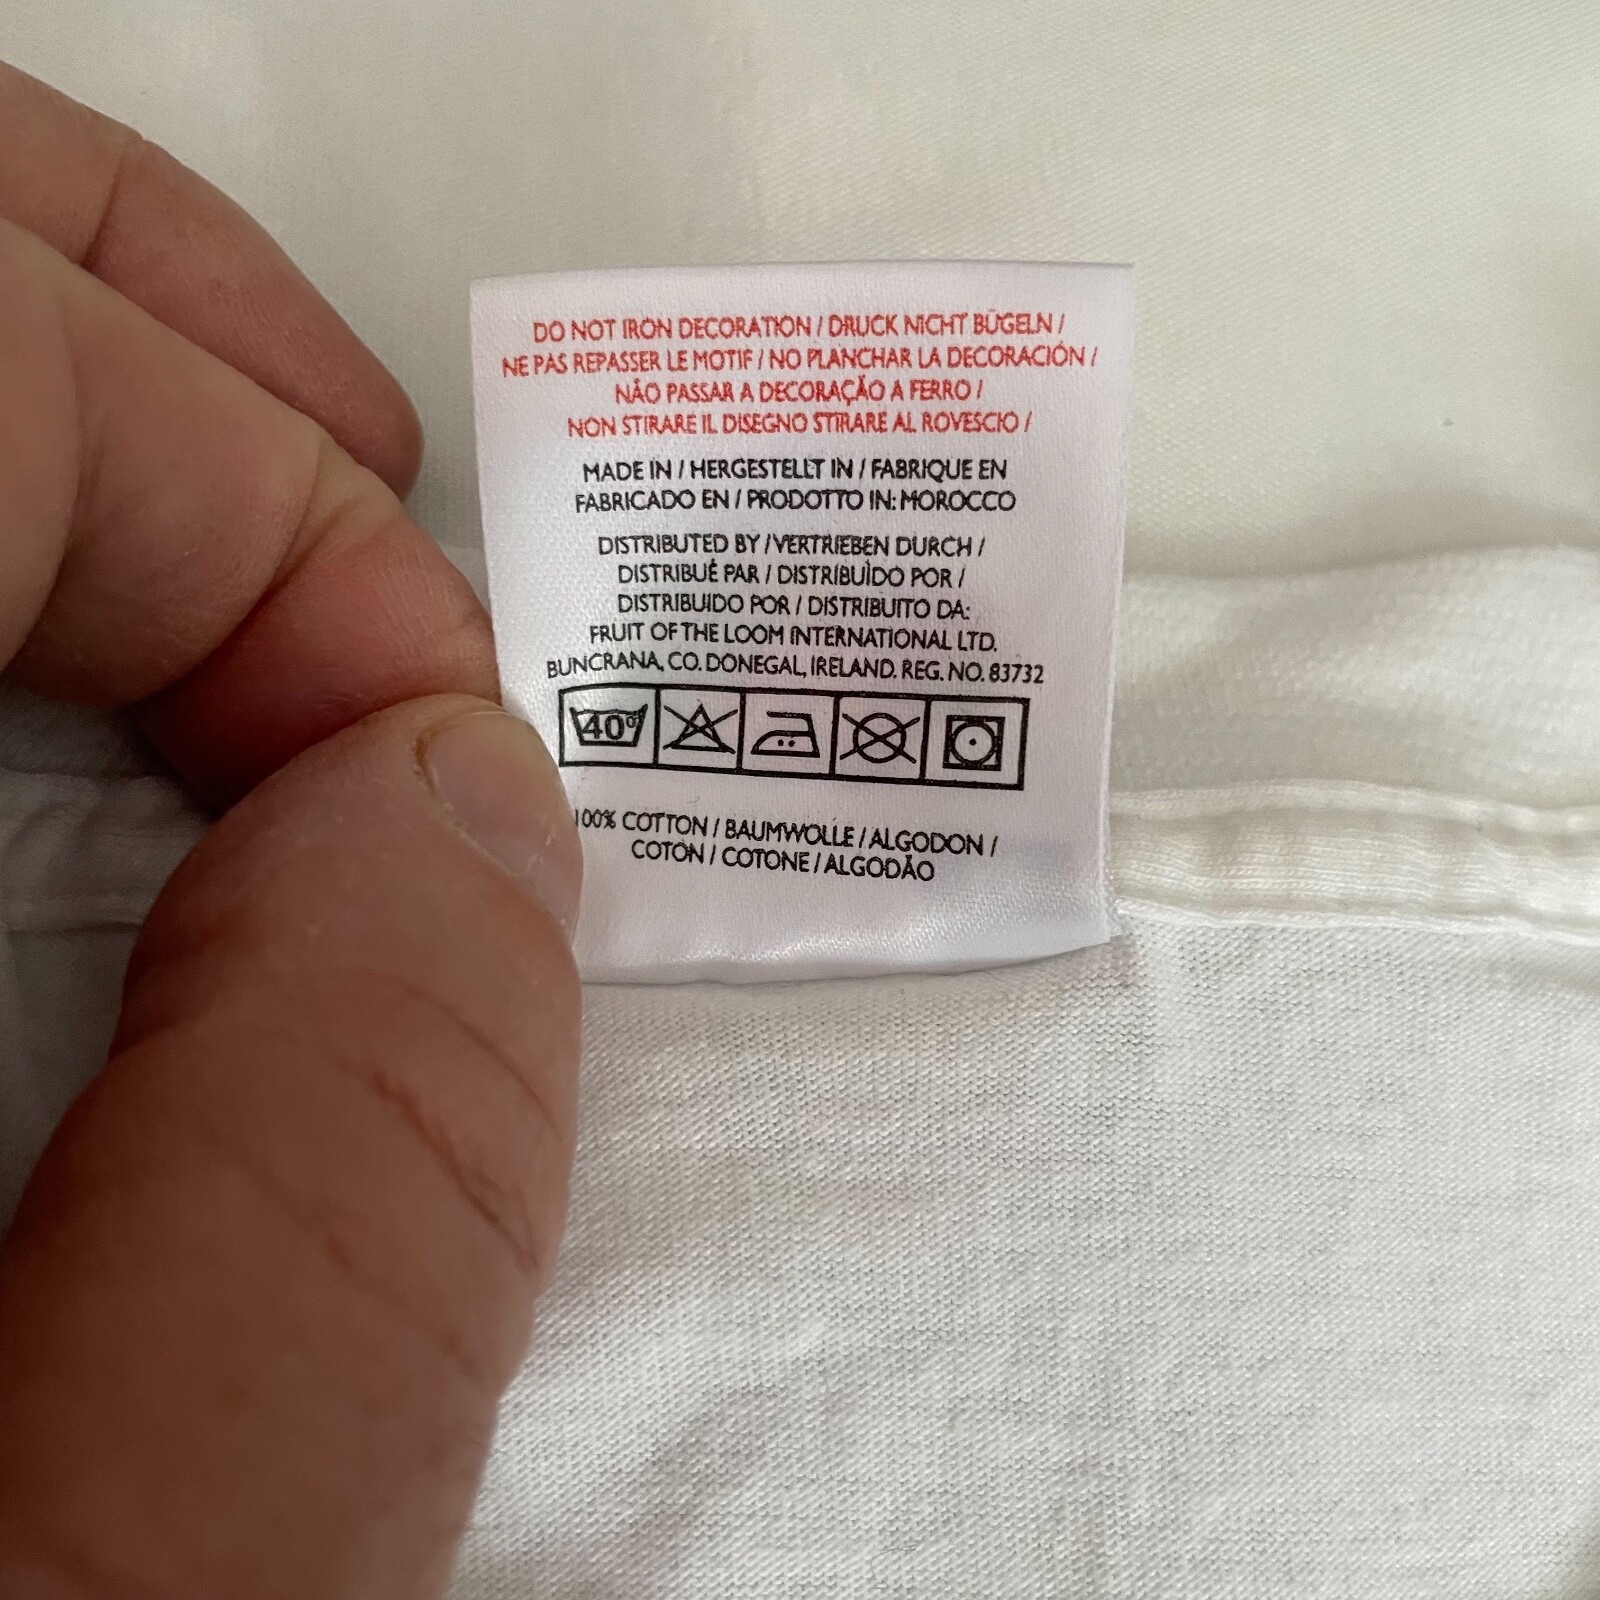 DO NOT IRON DECORATION / DRUCK NICHT BÜGELN /
NE PAS REPASSER LE MOTIF / NO PLANCHAR LA DECORACIÓN /
NÃO PASSAR A DECORAÇÃO A FERRO /
NON STIRARE IL DISEGNO STIRARE AL ROVESCIO /
MADE IN / HERGESTELLT IN / FABRIQUE EN
FABRICADO EN / PRODOTTO IN: MOROCCO
DISTRIBUTED BY / VERTRIEBEN DURCH /
DISTRIBUÉ PAR / DISTRIBUÌDO POR /
DISTRIBUIDO POR / DISTRIBUITO DA:
FRUIT OF THE LOOM INTERNATIONAL LTD.
BUNCRANA, CO. DONEGAL, IRELAND. REG. NO. 83732
40°
100% COTTON / BAUMWOLLE / ALGODON /
COTON / COTONE / ALGODÃO